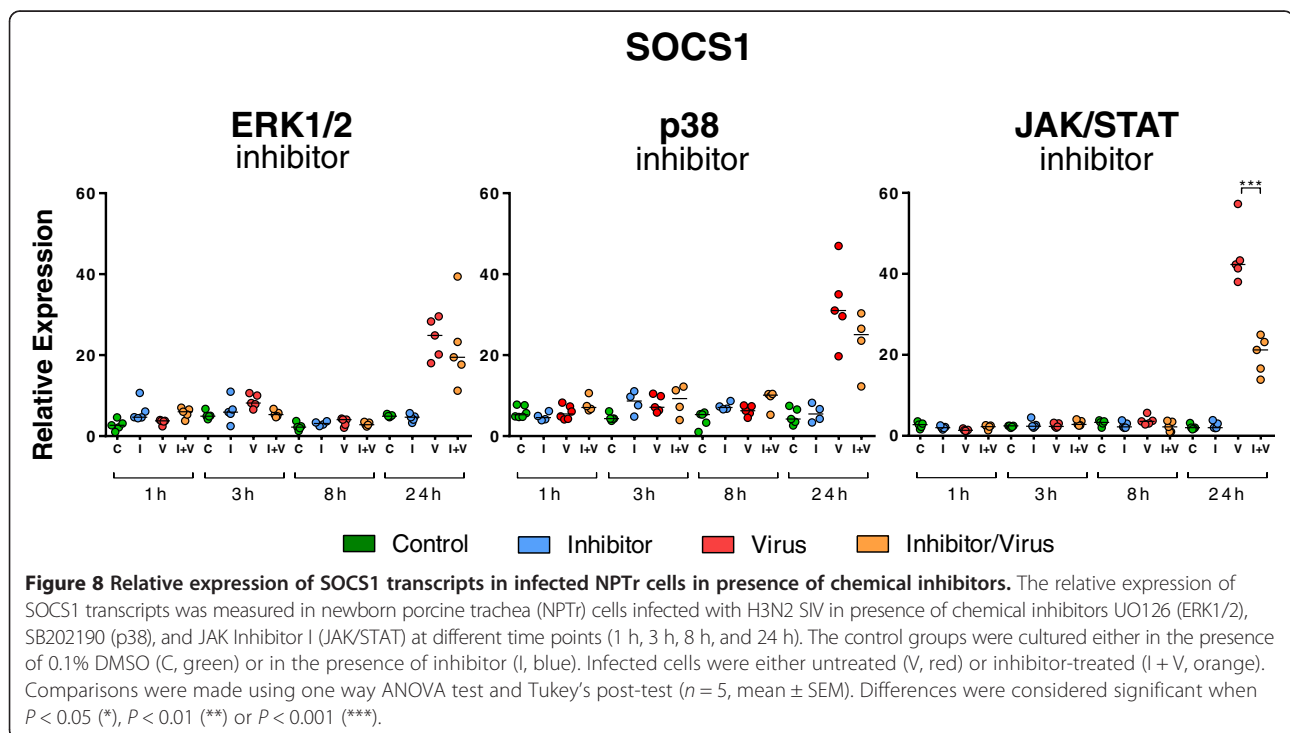 SOCS1
ERK1/2
inhibitor
p38
inhibitor
JAK/STAT
inhibitor
Relative Expression
60
40
20
0
C I V I+V C I V I+V C I V I+V C I V I+V
1 h 3 h 8 h 24 h
60
40
20
0
C I V I+V C I V I+V C I V I+V C I V I+V
1 h 3 h 8 h 24 h
60
40
20
0
***
C I V I+V C I V I+V C I V I+V C I V I+V
1 h 3 h 8 h 24 h
Control Inhibitor Virus Inhibitor/Virus
Figure 8 Relative expression of SOCS1 transcripts in infected NPTr cells in presence of chemical inhibitors. The relative expression of
SOCS1 transcripts was measured in newborn porcine trachea (NPTr) cells infected with H3N2 SIV in presence of chemical inhibitors UO126 (ERK1/2),
SB202190 (p38), and JAK Inhibitor I (JAK/STAT) at different time points (1 h, 3 h, 8 h, and 24 h). The control groups were cultured either in the presence
of 0.1% DMSO (C, green) or in the presence of inhibitor (I, blue). Infected cells were either untreated (V, red) or inhibitor-treated (I + V, orange).
Comparisons were made using one way ANOVA test and Tukey's post-test (n = 5, mean ± SEM). Differences were considered significant when
P < 0.05 (*), P < 0.01 (**) or P < 0.001 (***).